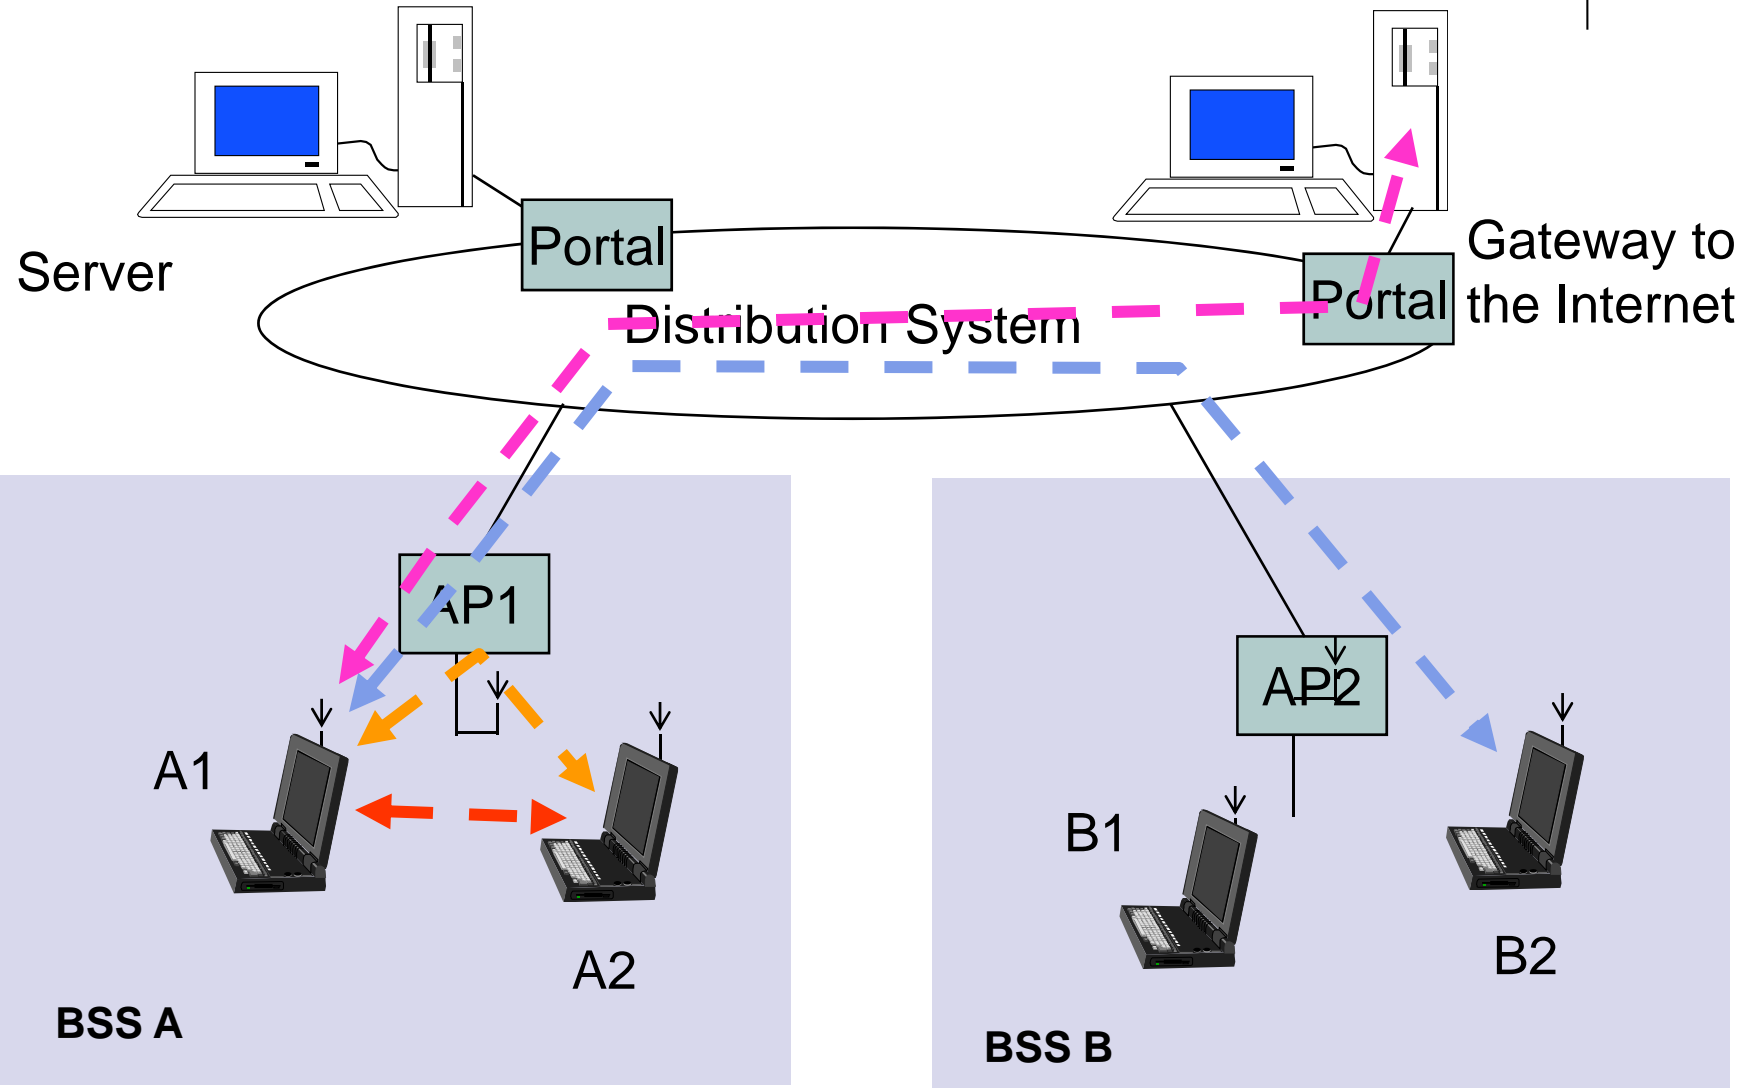 Portal
Server
Gateway to
the Internet
Portal
Distribution System
AP1
AP2
A1
B1
A2
B2
BSS A
BSS B